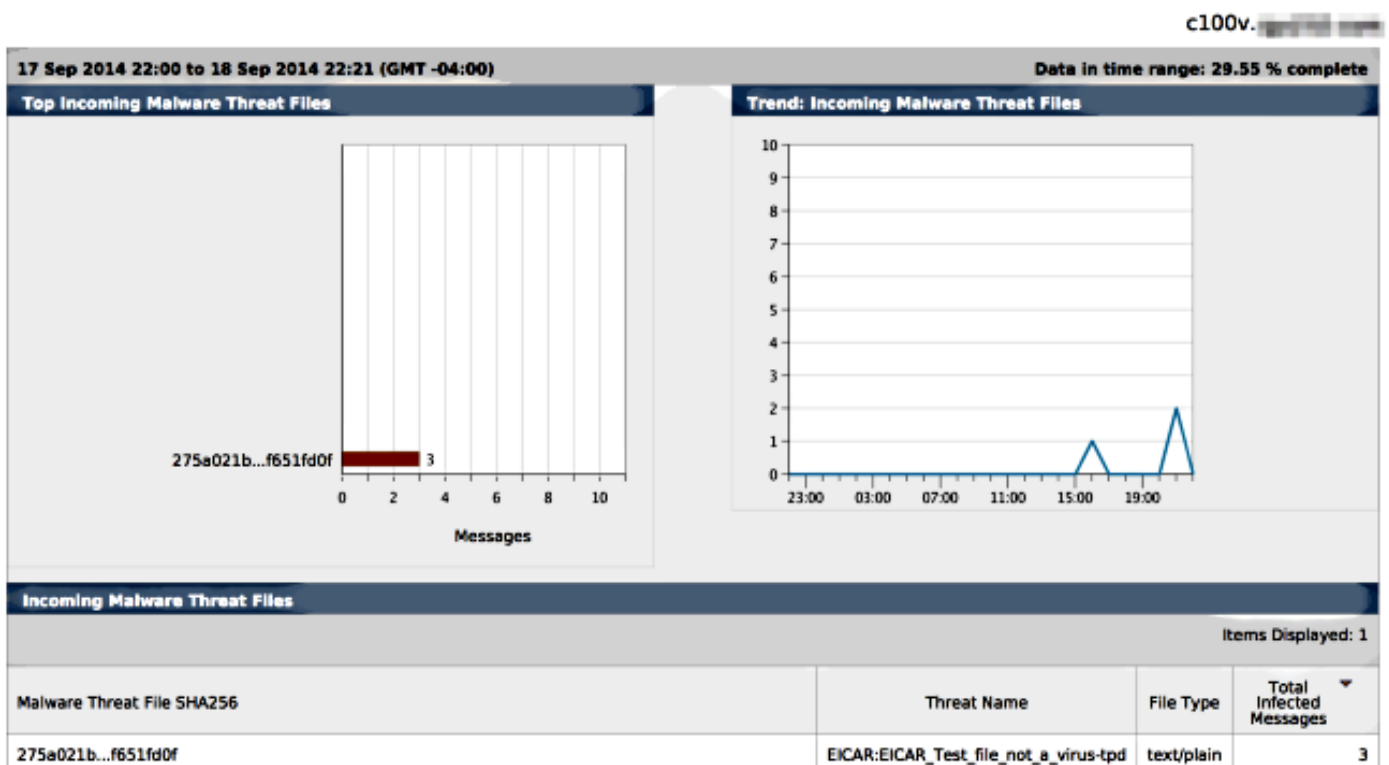 c100v.
17 Sep 2014 22:00 to 18 Sep 2014 22:21 (GMT -04:00) Data in time range: 29.55 % complete
Top Incoming Malware Threat Files
275a021b...f651fd0f 3
0 2 4 6 8 10
Messages
Trend: Incoming Malware Threat Files
10
9
8
7
6
5
4
3
2
1
0
23:00 03:00 07:00 11:00 15:00 19:00
Incoming Malware Threat Files
Items Displayed: 1
Malware Threat File SHA256 Threat Name File Type Total Infected Messages
275a021b...f651fd0f EICAR:EICAR_Test_file_not_a_virus-tpd text/plain 3